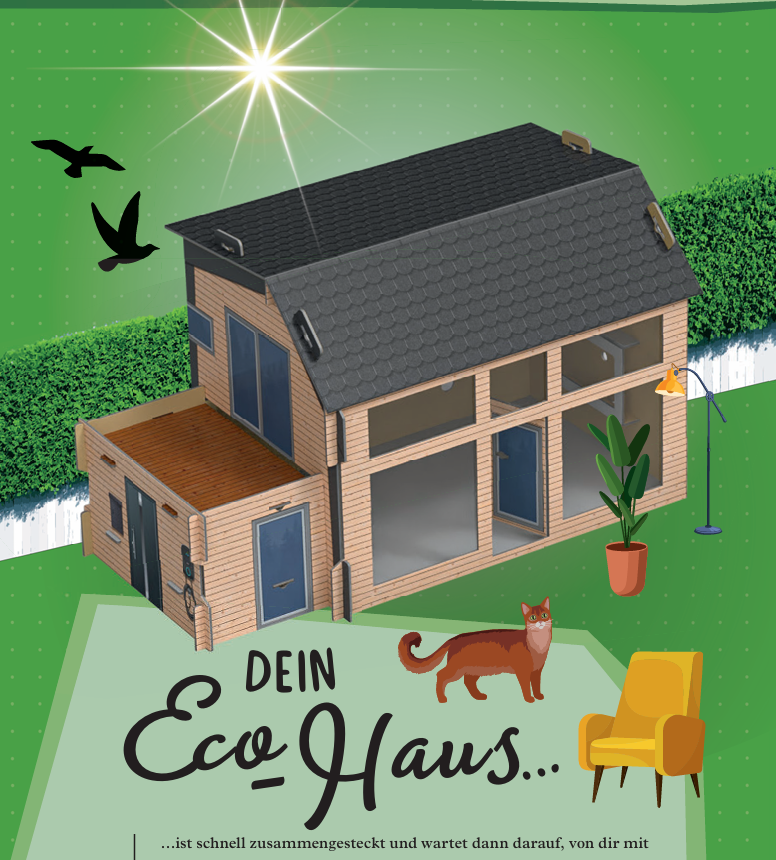 DEIN
Eco-Haus...
...ist schnell zusammengesteckt und wartet dann darauf, von dir mit